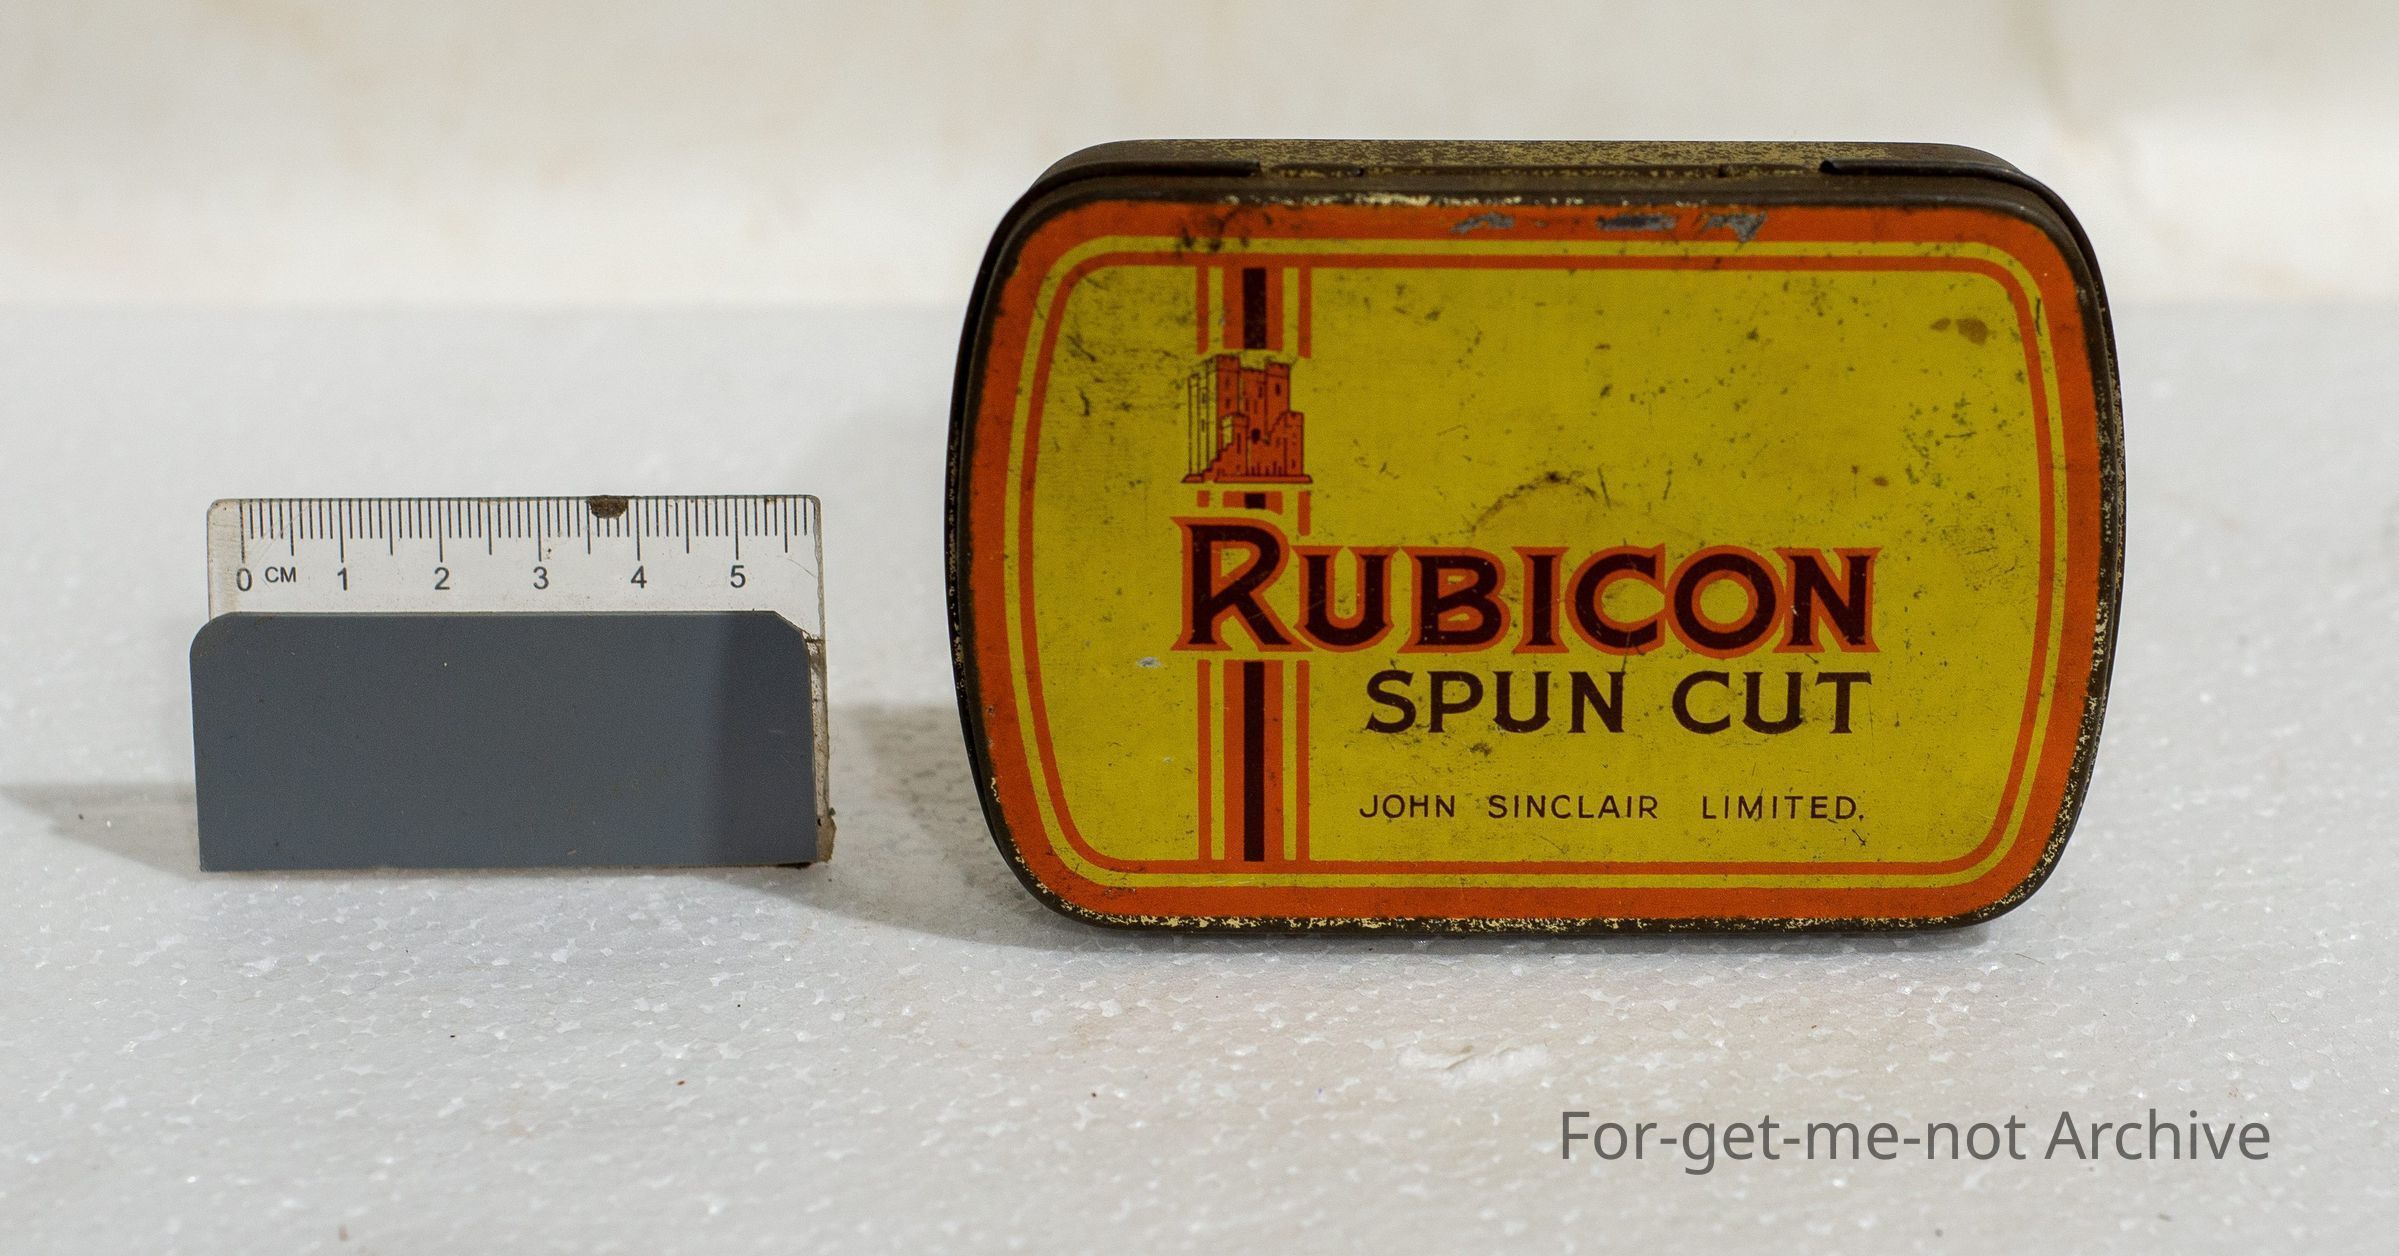 0 CM 1 2 3 4 5
RUBICON
SPUN CUT
JOHN SINCLAIR LIMITED.
For-get-me-not Archive